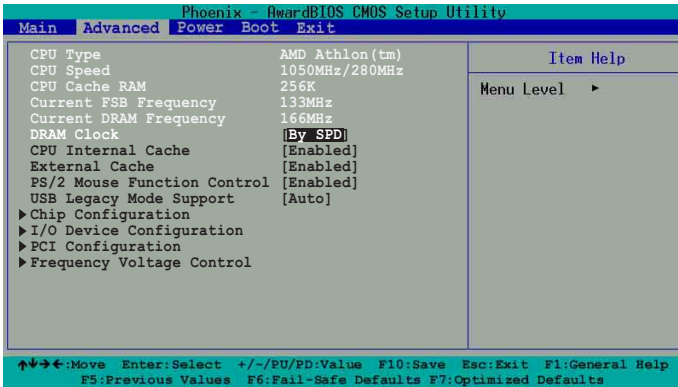 Phoenix - AwardBIOS CMOS Setup Utility
Main Advanced Power Boot Exit
CPU Type AMD Athlon(tm) Item Help
CPU Speed 1050MHz/280MHz
CPU Cache RAM 256K Menu Level ▶
Current FSB Frequency 133MHz
Current DRAM Frequency 166MHz
DRAM Clock [By SPD]
CPU Internal Cache [Enabled]
External Cache [Enabled]
PS/2 Mouse Function Control [Enabled]
USB Legacy Mode Support [Auto]
▶Chip Configuration
▶I/O Device Configuration
▶PCI Configuration
▶Frequency Voltage Control
↑↓→←:Move Enter:Select +/-/PU/PD:Value F10:Save Esc:Exit F1:General Help
F5:Previous Values F6:Fail-Safe Defaults F7:Optimized Defaults